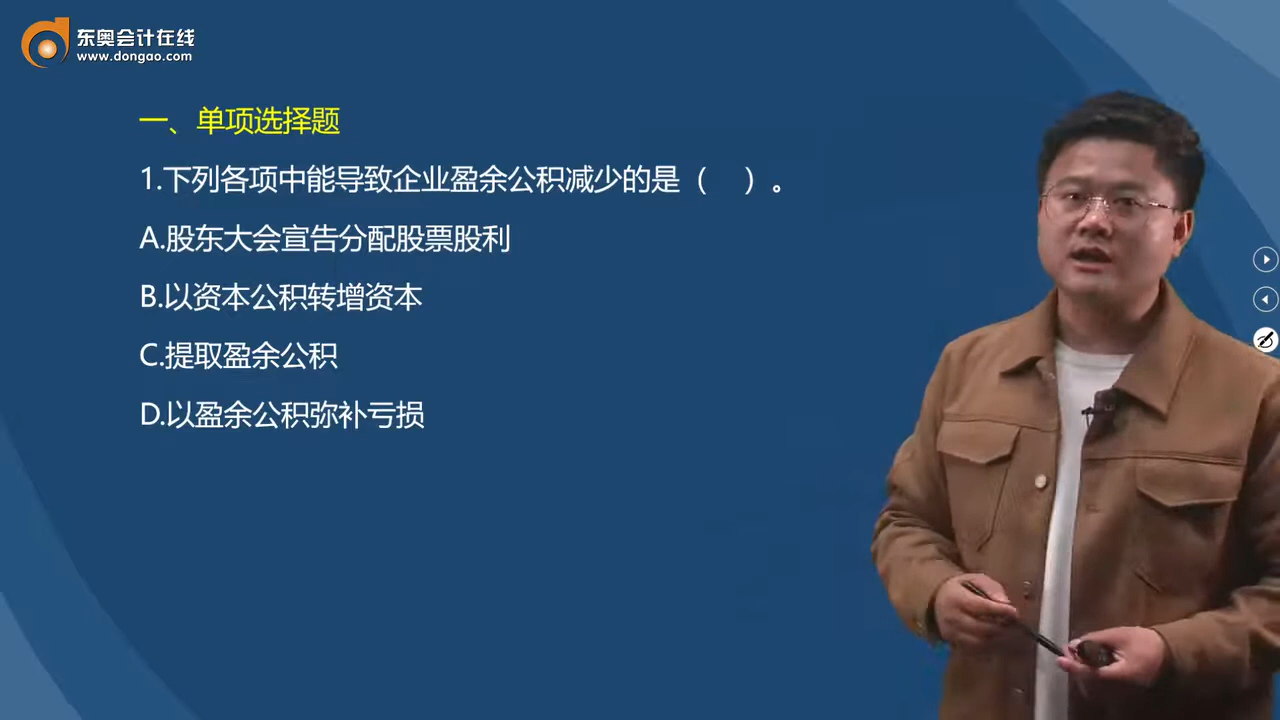 东奥会计在线
www.dongao.com
一、单项选择题
1.下列各项中能导致企业盈余公积减少的是（ ）。
A.股东大会宣告分配股票股利
B.以资本公积转增资本
C.提取盈余公积
D.以盈余公积弥补亏损